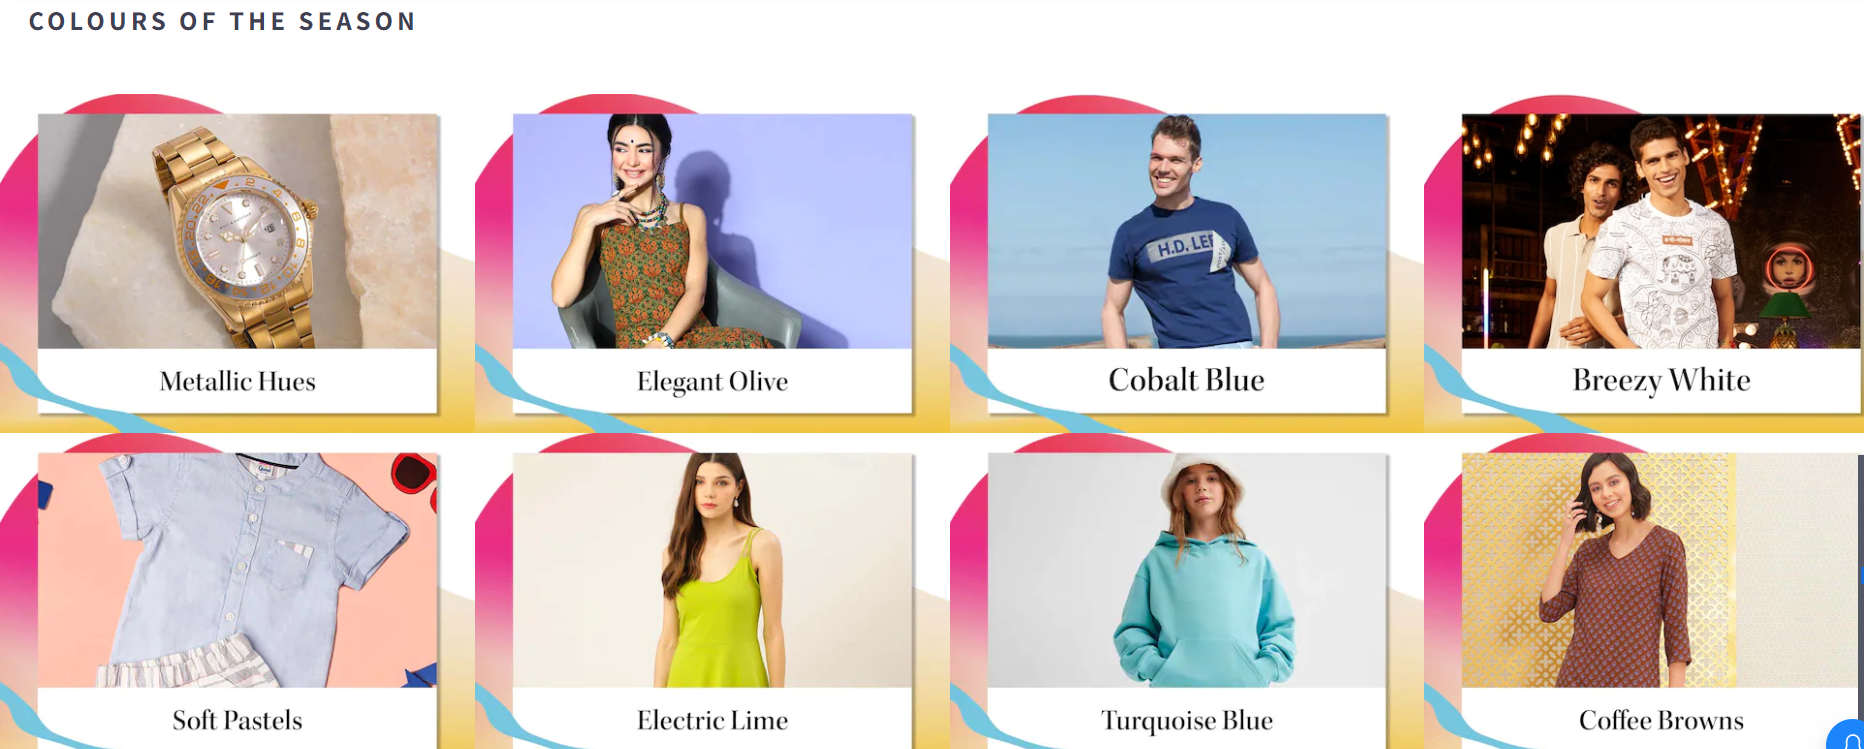 COLOURS OF THE SEASON
Metallic Hues
Elegant Olive
H.D. LEE
Cobalt Blue
Breezy White
Soft Pastels
Electric Lime
Turquoise Blue
Coffee Browns